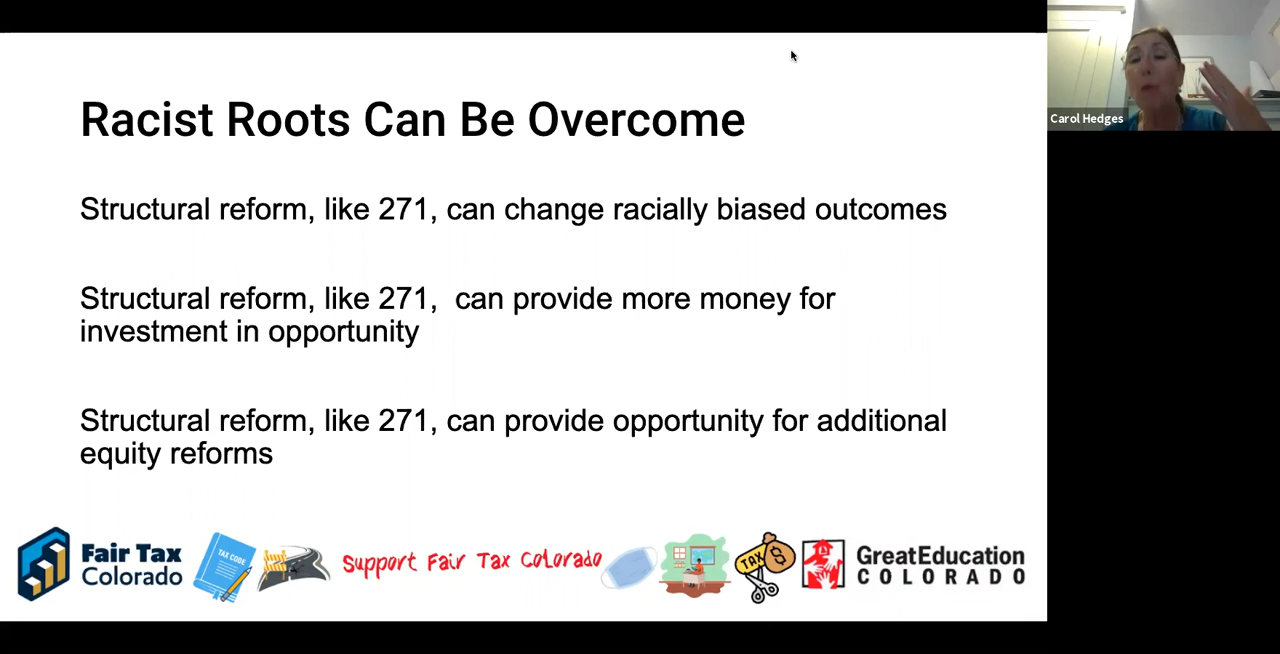 Racist Roots Can Be Overcome
Carol Hedges
Structural reform, like 271, can change racially biased outcomes
Structural reform, like 271,  can provide more money for
investment in opportunity
Structural reform, like 271, can provide opportunity for additional
equity reforms
Fair Tax
Colorado
TAX CODE
Support Fair Tax Colorado
TAX
$
GreatEducation
COLORADO